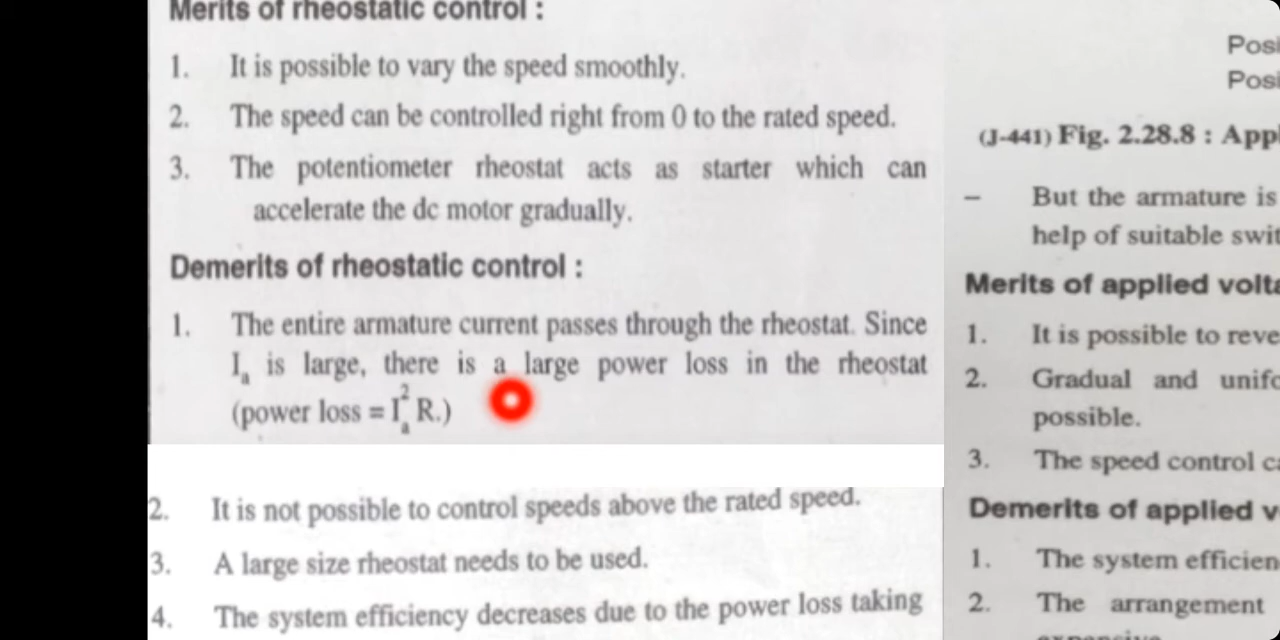 Merits of rheostatic control :
1. It is possible to vary the speed smoothly.
2. The speed can be controlled right from 0 to the rated speed.
3. The potentiometer rheostat acts as starter which can
accelerate the dc motor gradually.
Demerits of rheostatic control :
1. The entire armature current passes through the rheostat. Since
Iₐ is large, there is a large power loss in the rheostat
(power loss = Iₐ² R.)
2. It is not possible to control speeds above the rated speed.
3. A large size rheostat needs to be used.
4. The system efficiency decreases due to the power loss taking
Posi
Posi
(J-441) Fig. 2.28.8 : Appl
– But the armature is
help of suitable swit
Merits of applied volta
1. It is possible to reve
2. Gradual and unifo
possible.
3. The speed control ca
Demerits of applied v
1. The system efficien
2. The arrangement